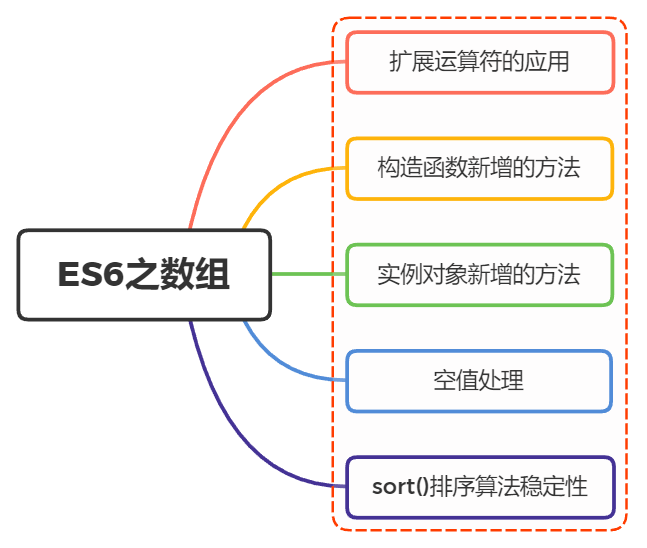 扩展运算符的应用
构造函数新增的方法
ES6之数组
实例对象新增的方法
空值处理
sort()排序算法稳定性